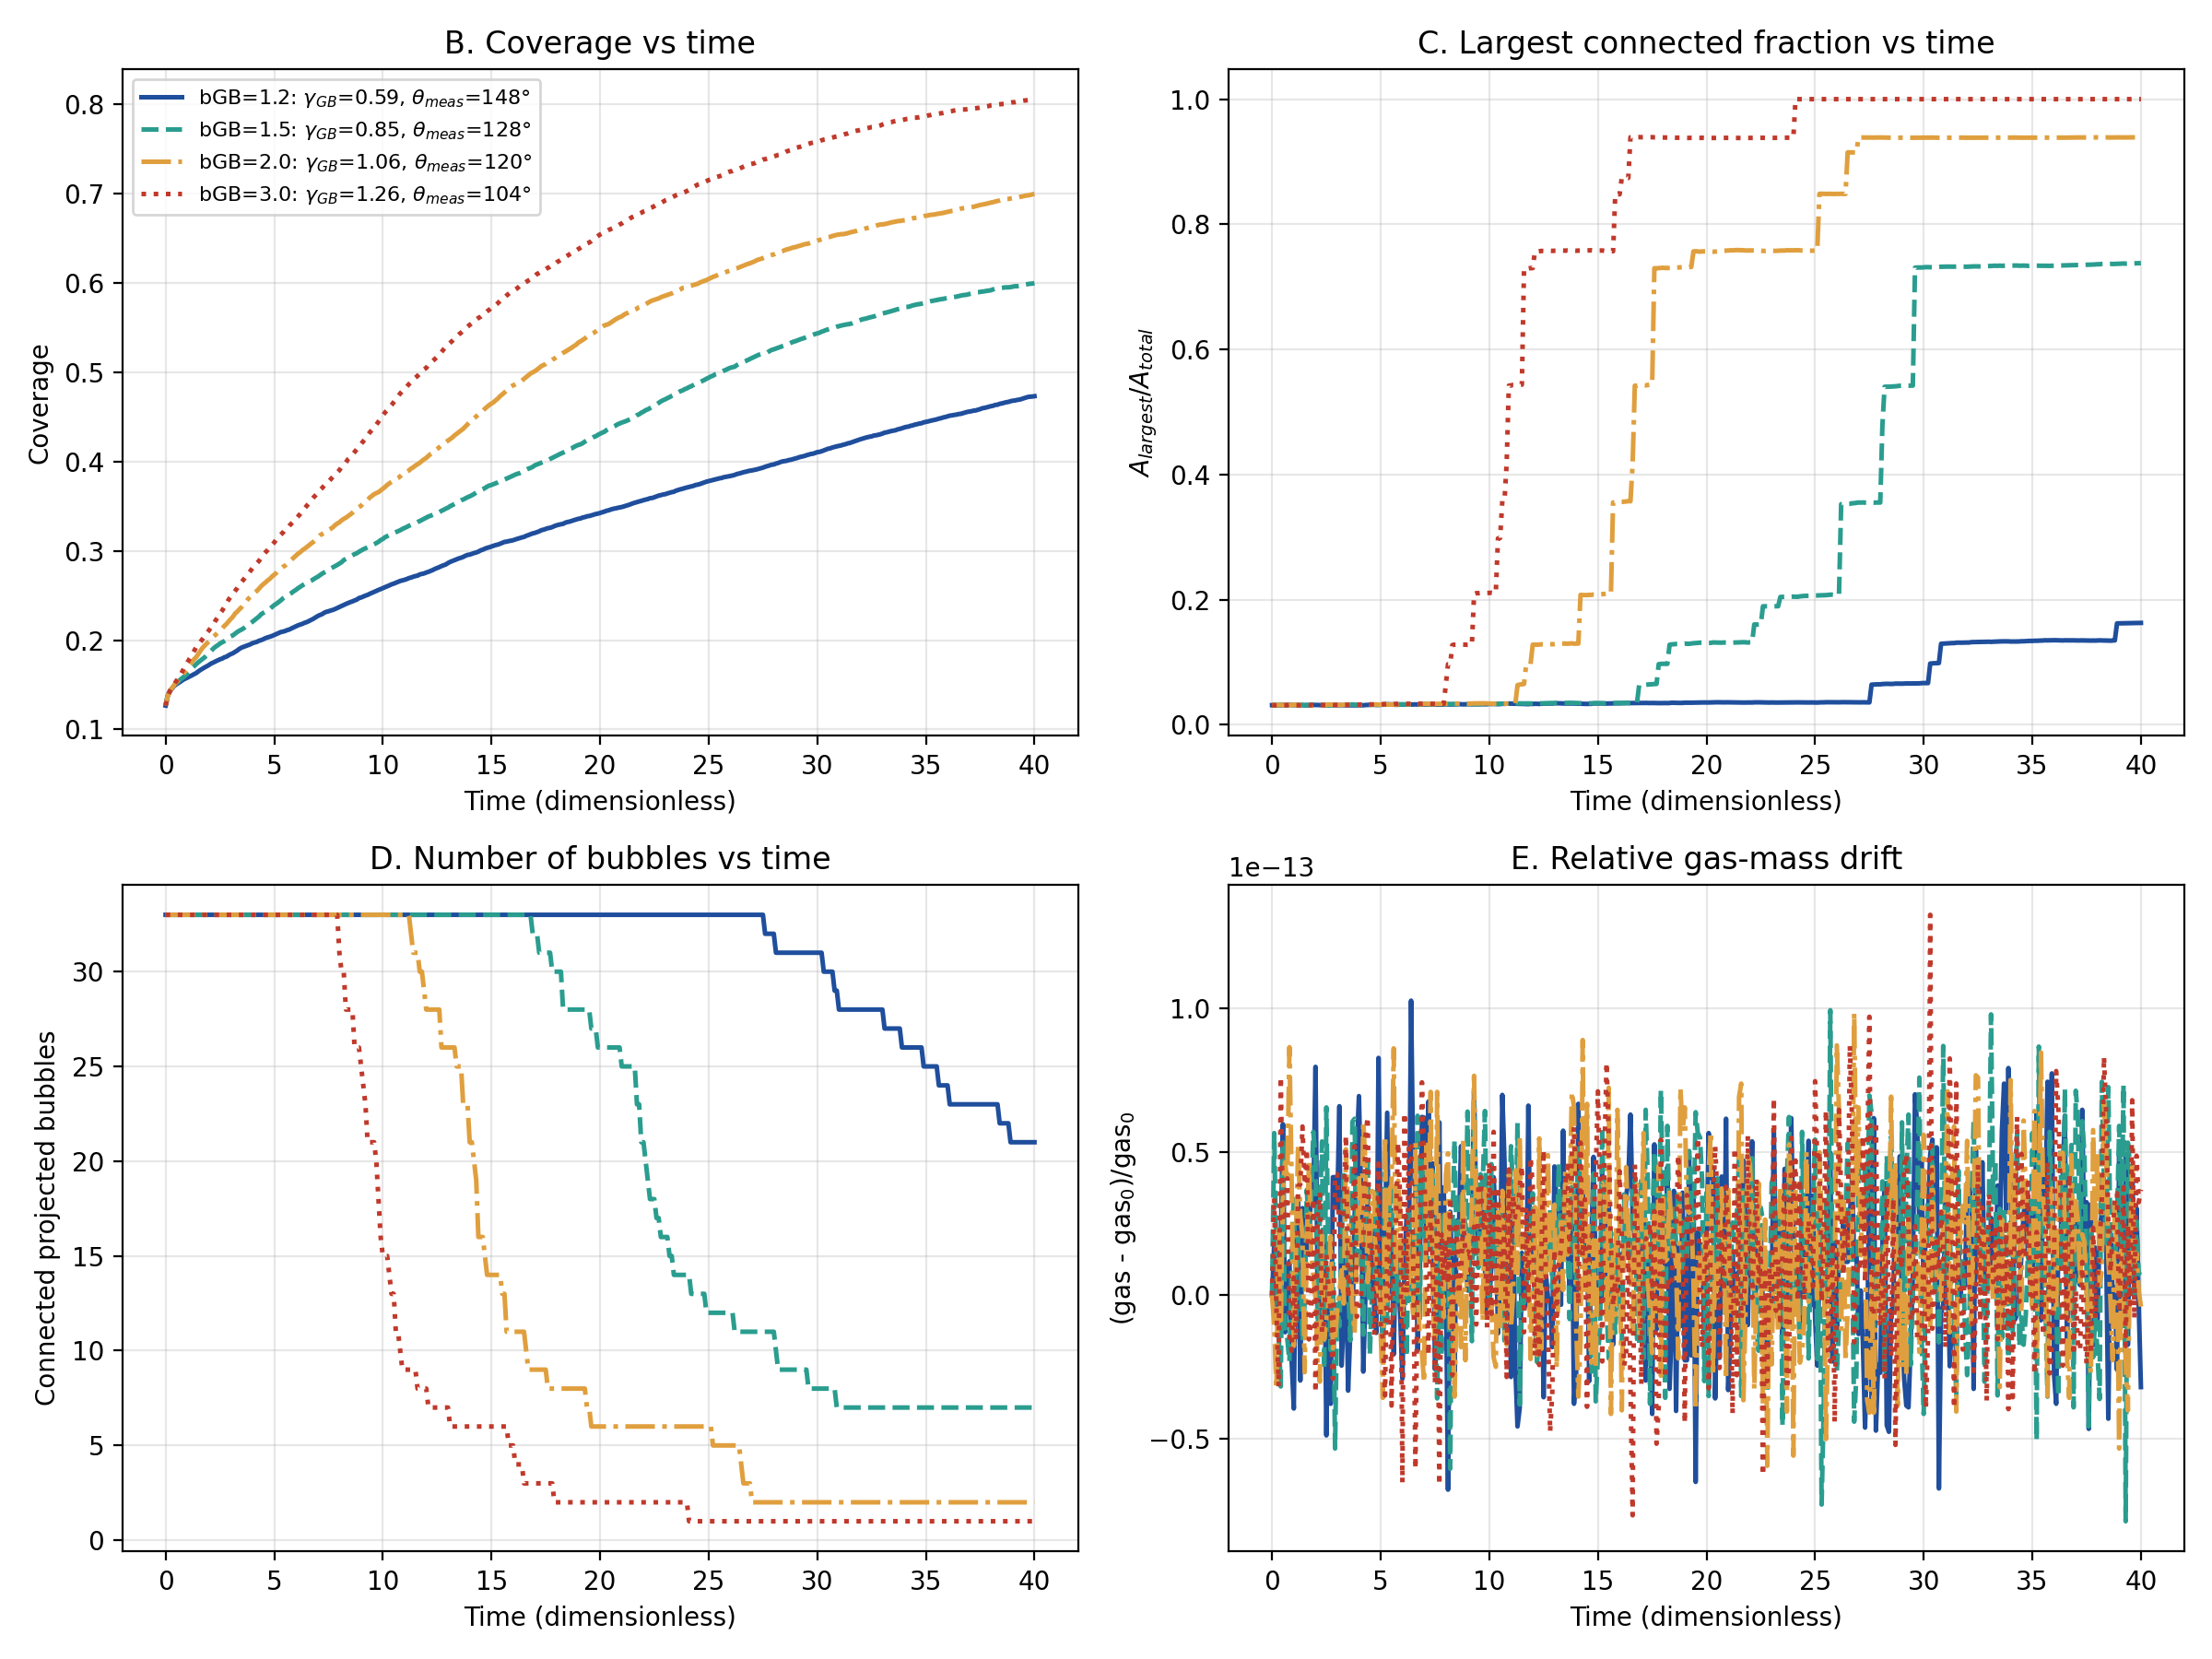 B. Coverage vs time
bGB=1.2: γGB=0.59, θmeas=148°
bGB=1.5: γGB=0.85, θmeas=128°
bGB=2.0: γGB=1.06, θmeas=120°
bGB=3.0: γGB=1.26, θmeas=104°
Coverage
0.8
0.7
0.6
0.5
0.4
0.3
0.2
0.1
0 5 10 15 20 25 30 35 40
Time (dimensionless)
C. Largest connected fraction vs time
Alargest/Atotal
1.0
0.8
0.6
0.4
0.2
0.0
0 5 10 15 20 25 30 35 40
Time (dimensionless)
D. Number of bubbles vs time
Connected projected bubbles
30
25
20
15
10
5
0
0 5 10 15 20 25 30 35 40
Time (dimensionless)
E. Relative gas-mass drift
1e−13
(gas - gas0)/gas0
1.0
0.5
0.0
−0.5
0 5 10 15 20 25 30 35 40
Time (dimensionless)